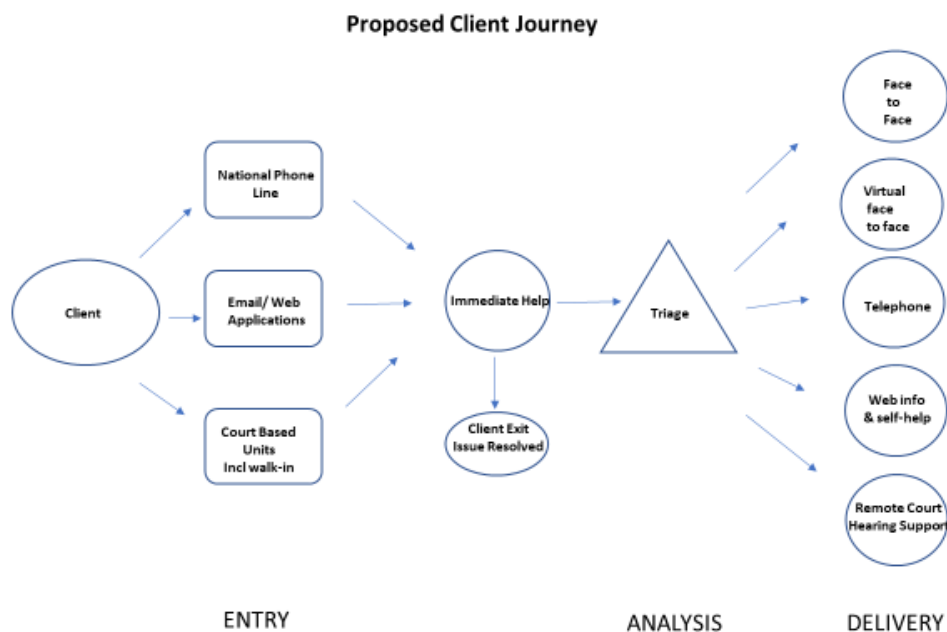 Proposed Client Journey
Client
National Phone
Line
Email/ Web
Applications
Court Based
Units
Incl walk-in
Immediate Help
Client Exit
Issue Resolved
Triage
Face
to
Face
Virtual
face
to face
Telephone
Web info
& self-help
Remote Court
Hearing Support
ENTRY
ANALYSIS
DELIVERY